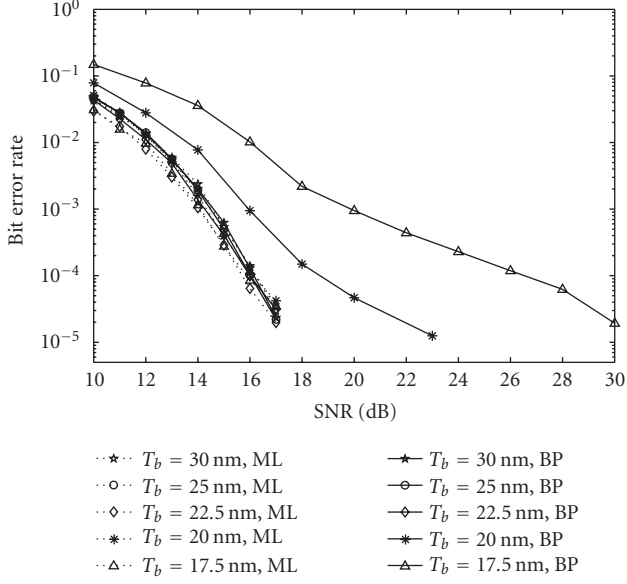 10⁰
10⁻¹
10⁻²
10⁻³
10⁻⁴
10⁻⁵
Bit error rate
10 12 14 16 18 20 22 24 26 28 30
SNR (dB)
T_b = 30 nm, ML
T_b = 25 nm, ML
T_b = 22.5 nm, ML
T_b = 20 nm, ML
T_b = 17.5 nm, ML
T_b = 30 nm, BP
T_b = 25 nm, BP
T_b = 22.5 nm, BP
T_b = 20 nm, BP
T_b = 17.5 nm, BP